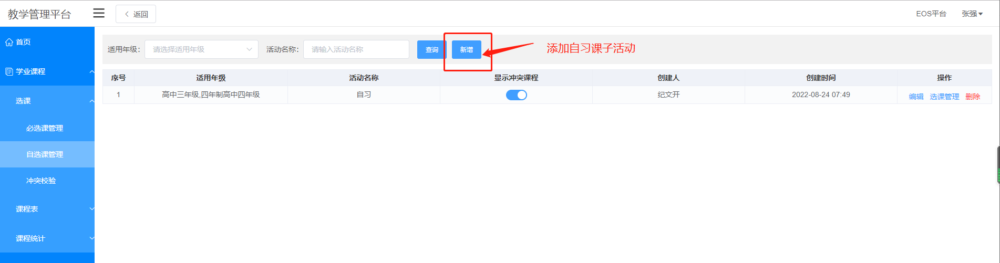 教学管理平台
返回
EOS平台
张强
首页
学业课程
选课
必选课管理
自选课管理
冲突校验
课程表
课程统计
适用年级: 请选择适用年级 活动名称: 请输入活动名称 查询 新增
添加自习课子活动
序号 适用年级 活动名称 显示冲突课程 创建人 创建时间 操作
1 高中三年级,四年制高中四年级 自习 纪文开 2022-08-24 07:49 编辑 选课管理 删除